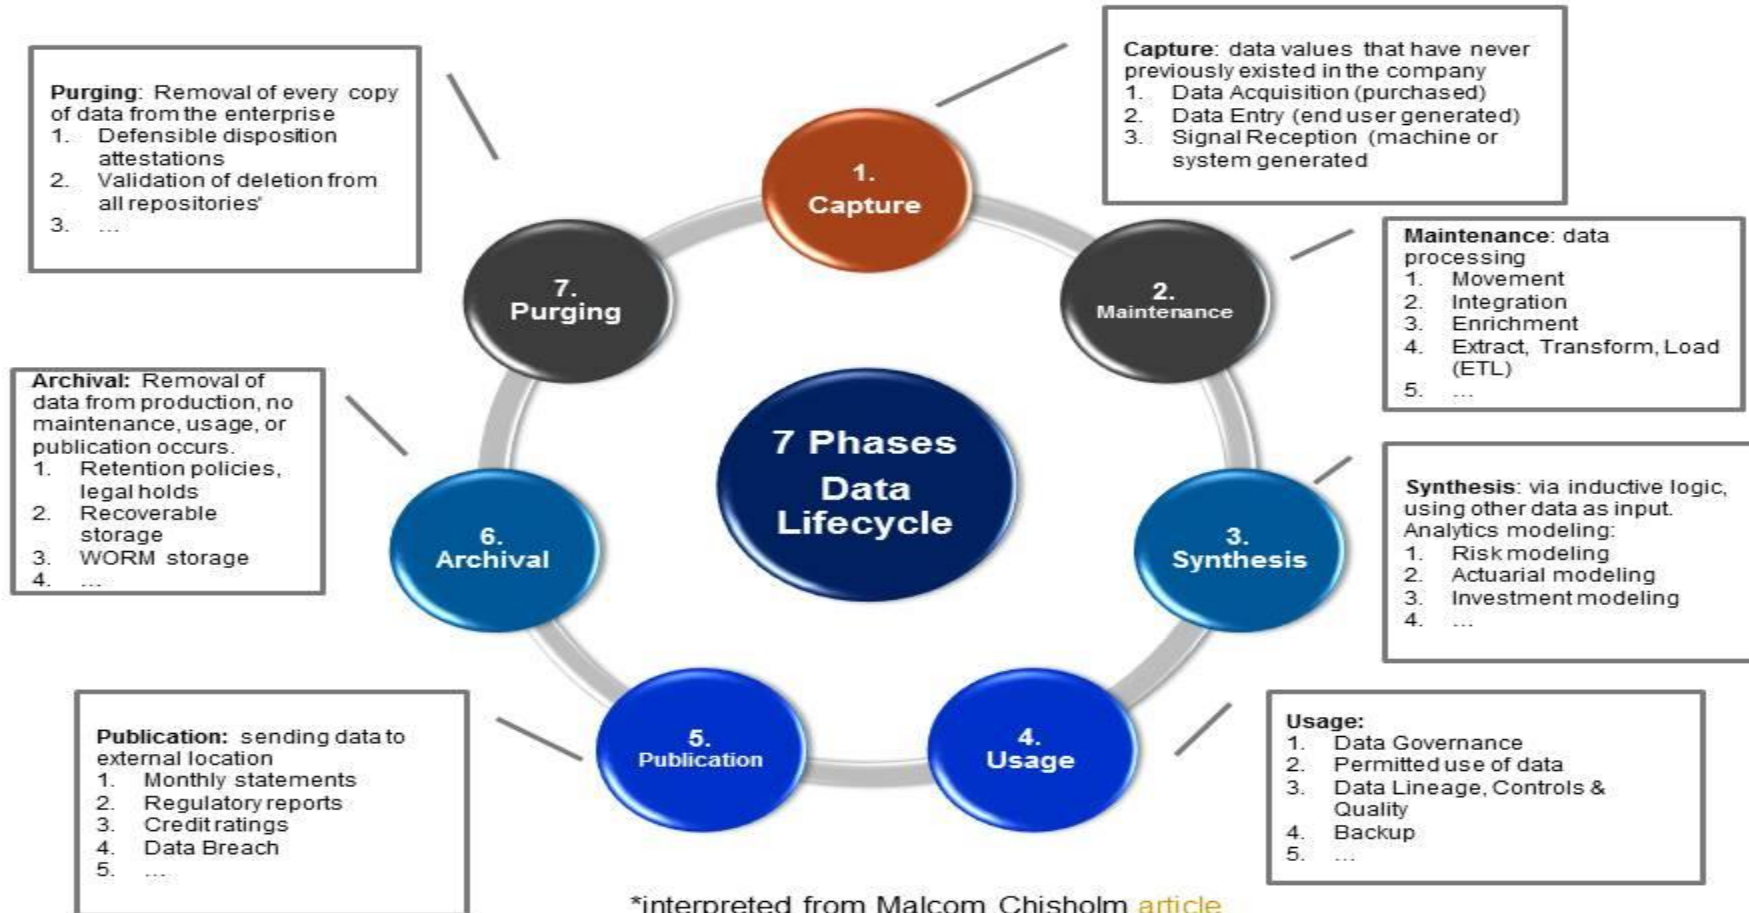 Purging: Removal of every copy
of data from the enterprise
1. Defensible disposition
attestations
2. Validation of deletion from
all repositories'
3. ...
Capture: data values that have never
previously existed in the company
1. Data Acquisition (purchased)
2. Data Entry (end user generated)
3. Signal Reception (machine or
system generated
1.
Capture
7.
Purging
2.
Maintenance
Maintenance: data
processing
1. Movement
2. Integration
3. Enrichment
4. Extract, Transform, Load
(ETL)
5. ...
Archival: Removal of
data from production, no
maintenance, usage, or
publication occurs.
1. Retention policies,
legal holds
2. Recoverable
storage
3. WORM storage
4. ...
7 Phases
Data
Lifecycle
6.
Archival
3.
Synthesis
Synthesis: via inductive logic,
using other data as input.
Analytics modeling:
1. Risk modeling
2. Actuarial modeling
3. Investment modeling
4. ...
Publication: sending data to
external location
1. Monthly statements
2. Regulatory reports
3. Credit ratings
4. Data Breach
5. ...
5.
Publication
4.
Usage
Usage:
1. Data Governance
2. Permitted use of data
3. Data Lineage, Controls &
Quality
4. Backup
5. ...
*interpreted from Malcom Chisholm article